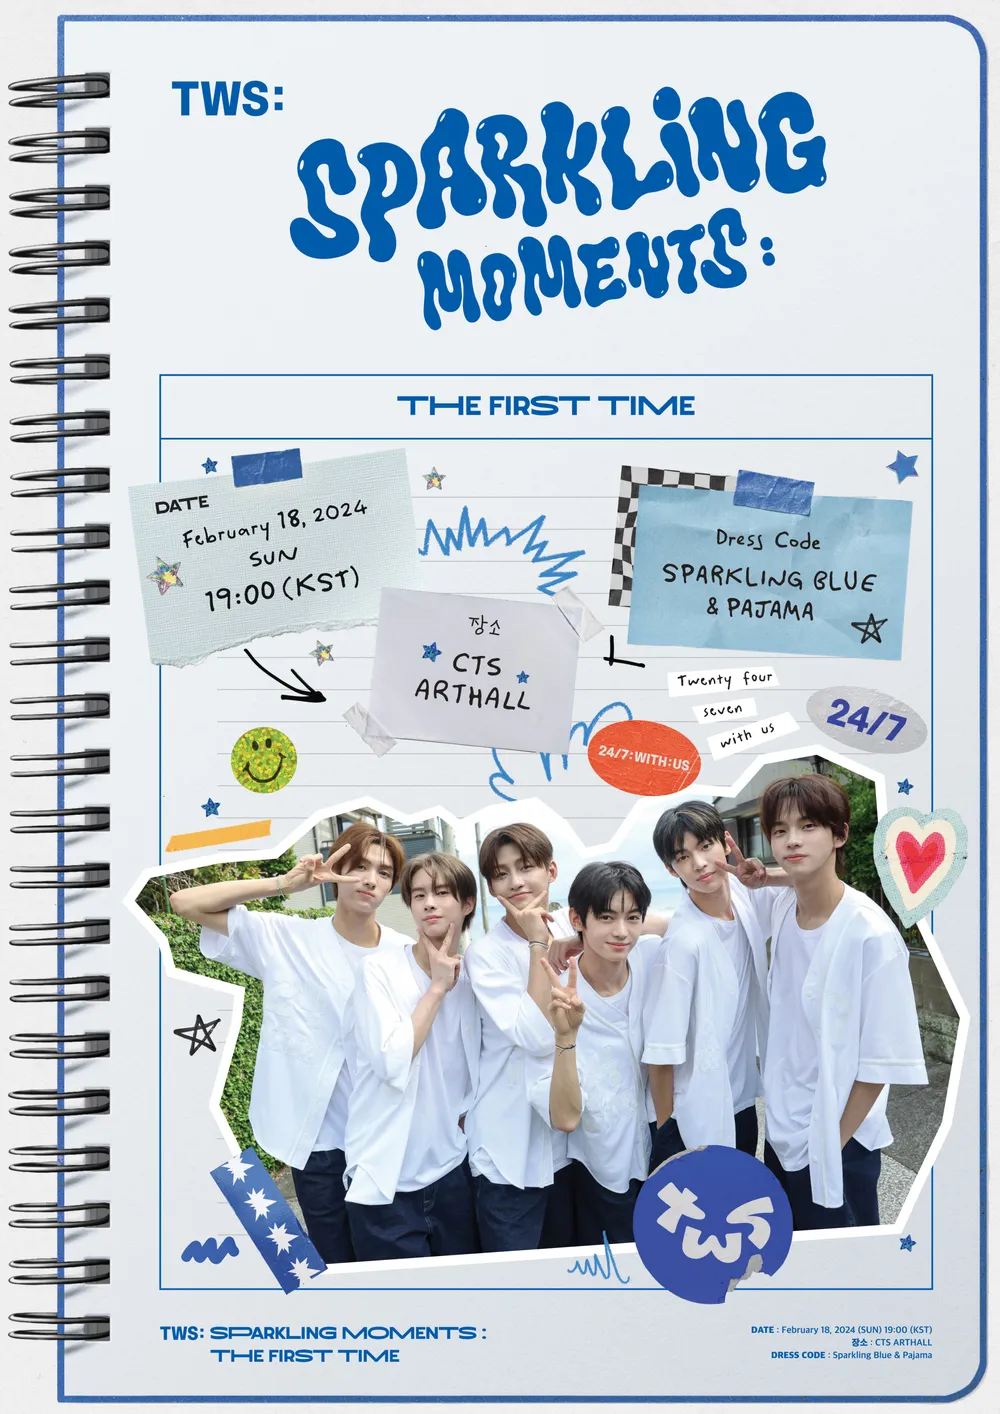 TWS:
SPARKLiNG
MOMENTS:
THE FIRST TIME
DATE
February 18, 2024
SUN
19:00 (KST)
Dress Code
SPARKLING BLUE
& PAJAMA
장소
CTS
ARTHALL
Twenty four
seven
with us
24/7
24/7:WITH:US
tws
TWS: SPARKLING MOMENTS :
THE FIRST TIME
DATE : February 18, 2024 (SUN) 19:00 (KST)
장소 : CTS ARTHALL
DRESS CODE : Sparkling Blue & Pajama